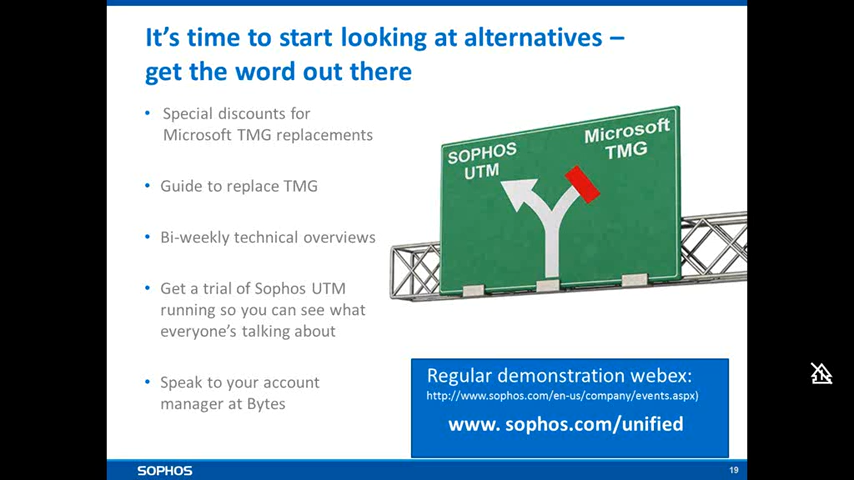 It's time to start looking at alternatives –
get the word out there
• Special discounts for
Microsoft TMG replacements
• Guide to replace TMG
• Bi-weekly technical overviews
• Get a trial of Sophos UTM
running so you can see what
everyone's talking about
• Speak to your account
manager at Bytes
SOPHOS
UTM
Microsoft
TMG
Regular demonstration webex:
http://www.sophos.com/en-us/company/events.aspx)
www. sophos.com/unified
SOPHOS
19